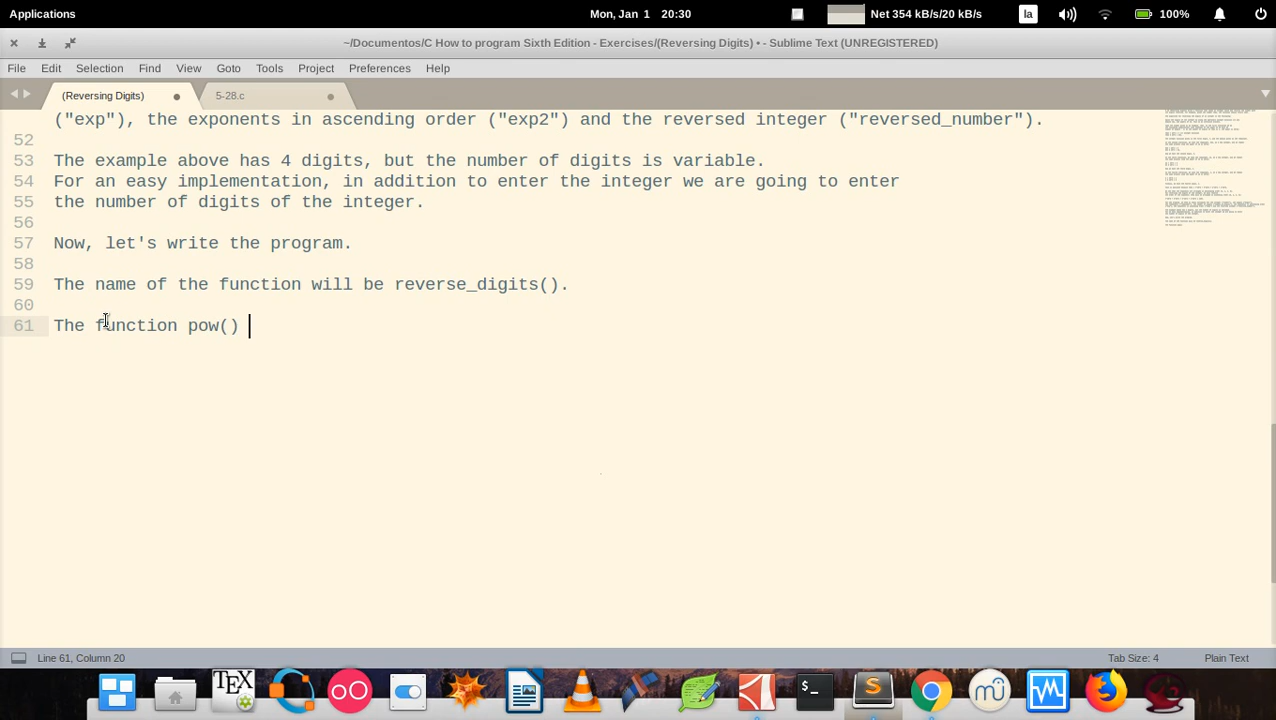 Applications
Mon, Jan 1 20:30
Net 354 kB/s/20 kB/s
la
100%
~/Documentos/C How to program Sixth Edition - Exercises/(Reversing Digits) • - Sublime Text (UNREGISTERED)
File Edit Selection Find View Goto Tools Project Preferences Help
(Reversing Digits)
5-28.c
("exp"), the exponents in ascending order ("exp2") and the reversed integer ("reversed_number").
52
53 The example above has 4 digits, but the number of digits is variable.
54 For an easy implementation, in addition to enter the integer we are going to enter
55 the number of digits of the integer.
56
57 Now, let's write the program.
58
59 The name of the function will be reverse_digits().
60
61 The function pow()
Line 61, Column 20
Tab Size: 4
Plain Text
TEX
>_
S
mu